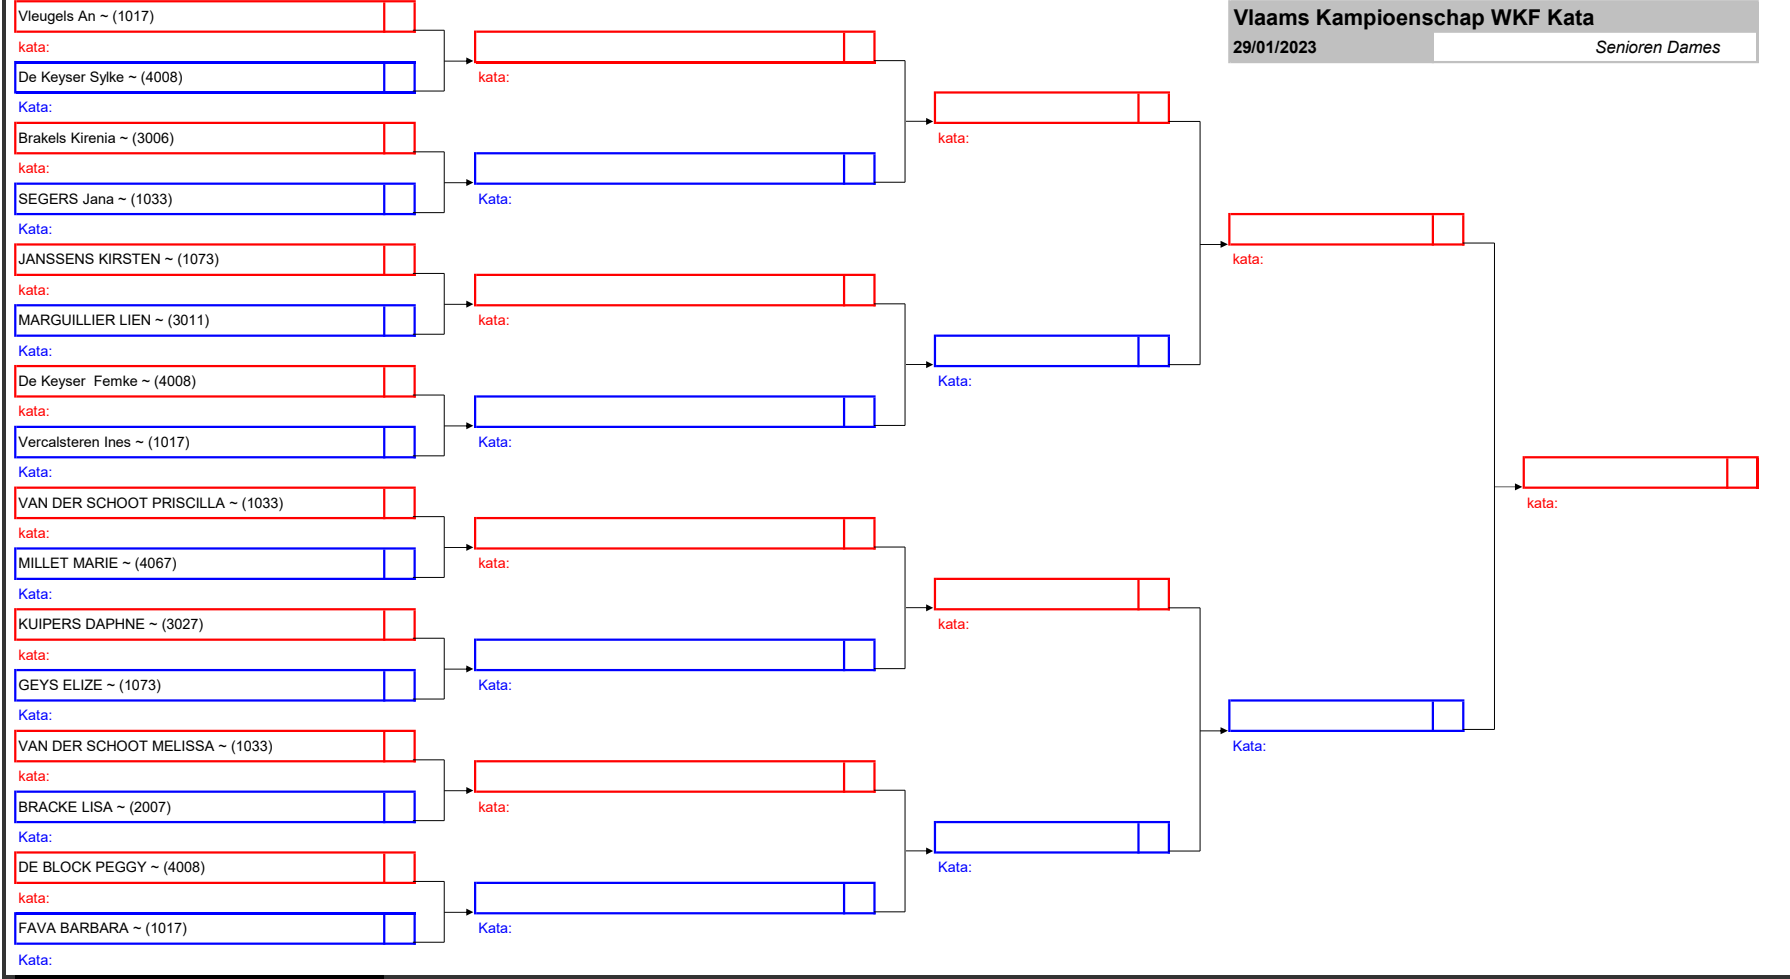 Vleugels An ~ (1017)
kata:
De Keyser Sylke ~ (4008)
Kata:
Brakels Kirenia ~ (3006)
kata:
SEGERS Jana ~ (1033)
Kata:
JANSSENS KIRSTEN ~ (1073)
kata:
MARGUILLIER LIEN ~ (3011)
Kata:
De Keyser  Femke ~ (4008)
kata:
Vercalsteren Ines ~ (1017)
Kata:
VAN DER SCHOOT PRISCILLA ~ (1033)
kata:
MILLET MARIE ~ (4067)
Kata:
KUIPERS DAPHNE ~ (3027)
kata:
GEYS ELIZE ~ (1073)
Kata:
VAN DER SCHOOT MELISSA ~ (1033)
kata:
BRACKE LISA ~ (2007)
Kata:
DE BLOCK PEGGY ~ (4008)
kata:
FAVA BARBARA ~ (1017)
Kata:
kata:
Kata:
kata:
Kata:
kata:
Kata:
kata:
Kata:
kata:
Kata:
kata:
Kata:
Vlaams Kampioenschap WKF Kata
29/01/2023 Senioren Dames
kata:
Kata:
kata: